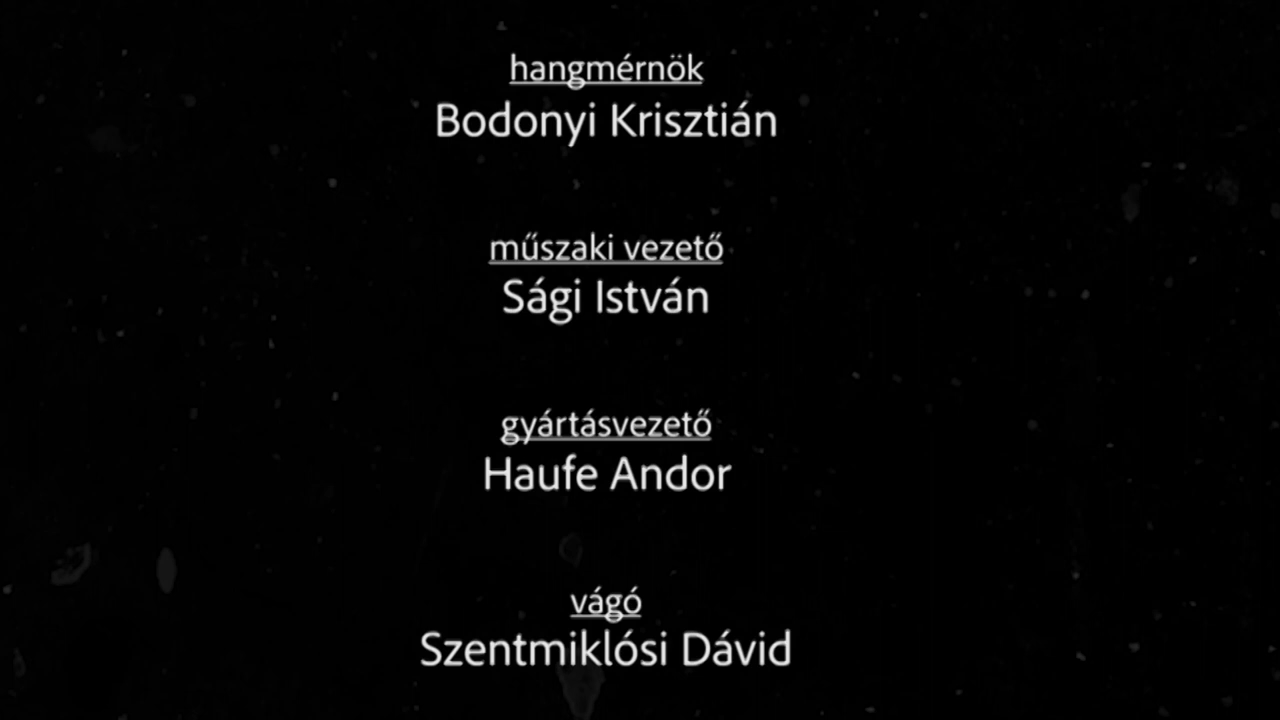 hangmérnök
Bodonyi Krisztián
műszaki vezető
Sági István
gyártásvezető
Haufe Andor
vágó
Szentmiklósi Dávid